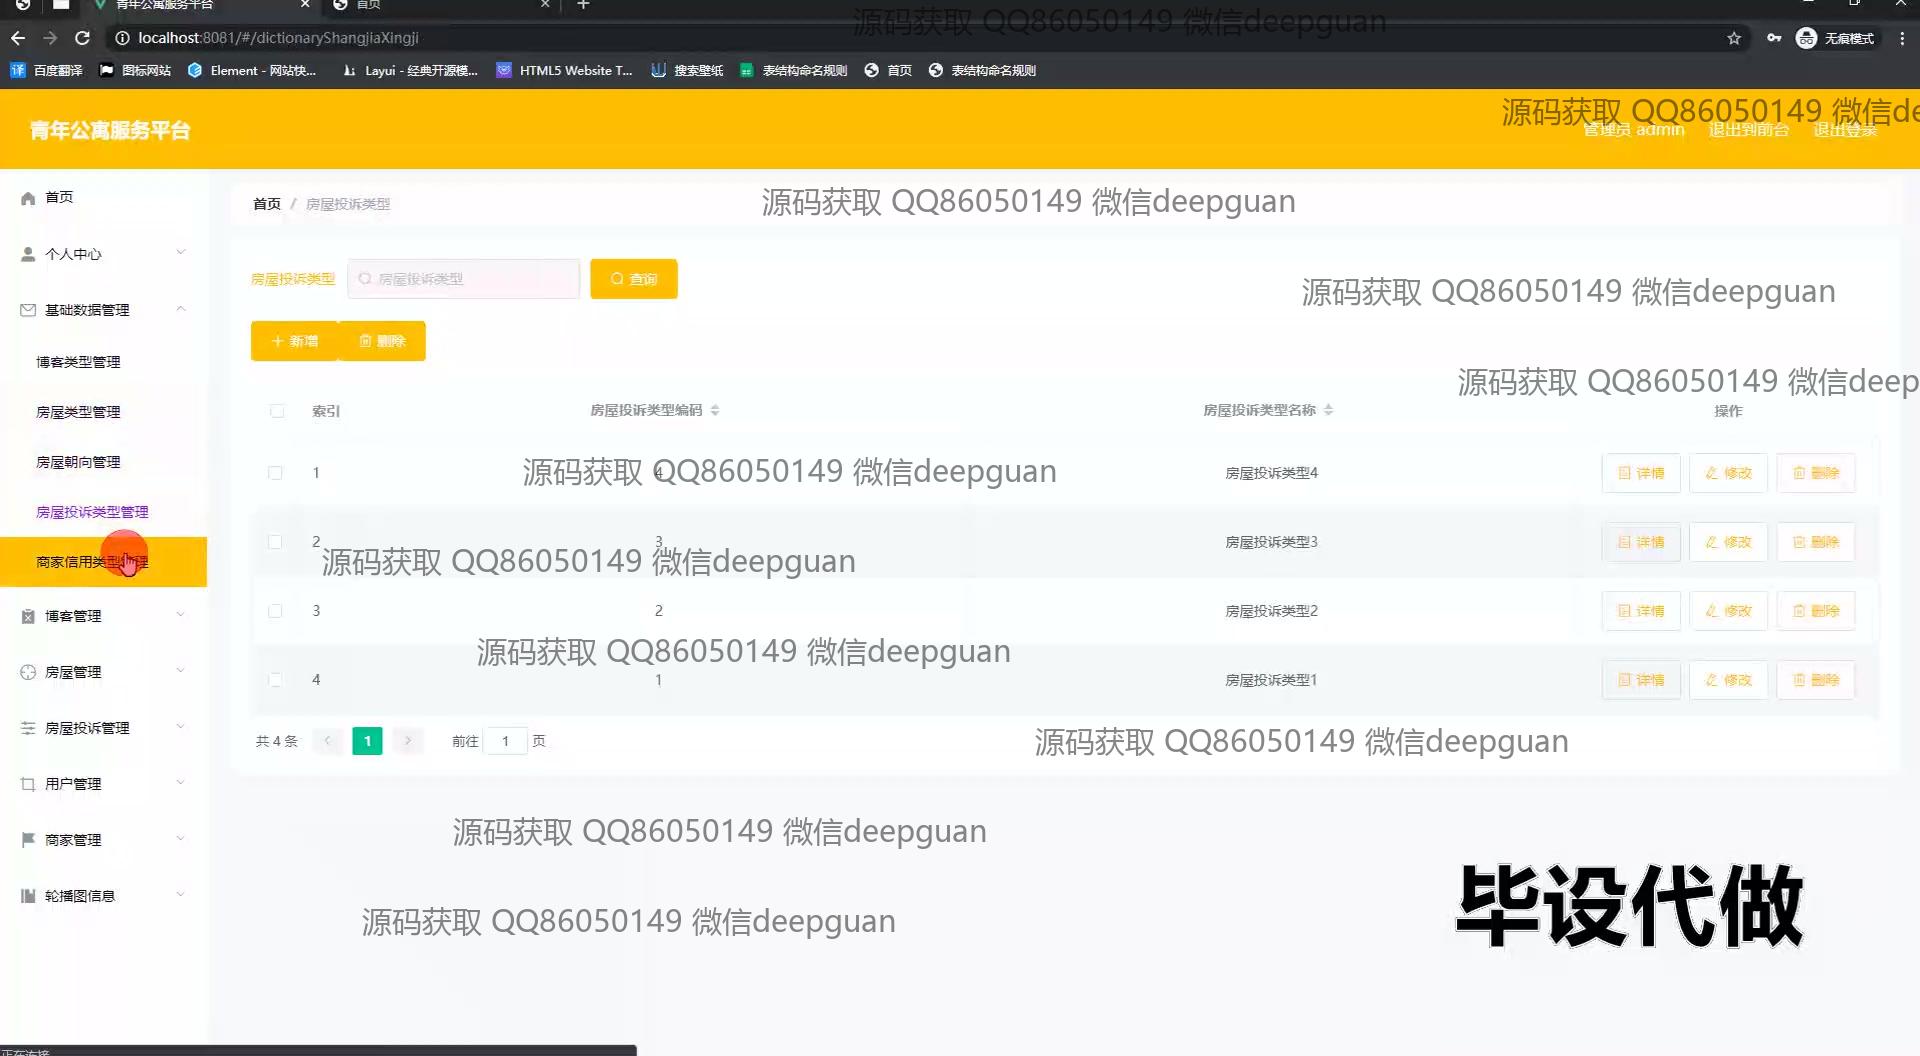 青年公寓服务平台
首页
localhost:8081/#/dictionaryShangjiaXingji
无痕模式
百度翻译
图标网站
Element - 网站快...
Layui - 经典开源模...
HTML5 Website T...
搜索壁纸
表结构命名规则
首页
表结构命名规则
源码获取 QQ86050149 微信deepguan
青年公寓服务平台
源码获取 QQ86050149 微信de
管理员 admin
退出到前台
退出登录
首页
个人中心
基础数据管理
博客类型管理
房屋类型管理
房屋朝向管理
房屋投诉类型管理
商家信用类型管理
博客管理
房屋管理
房屋投诉管理
用户管理
商家管理
轮播图信息
首页 / 房屋投诉类型
源码获取 QQ86050149 微信deepguan
房屋投诉类型
房屋投诉类型
查询
源码获取 QQ86050149 微信deepguan
新增
删除
源码获取 QQ86050149 微信deep
索引
房屋投诉类型编码
房屋投诉类型名称
操作
1
4
房屋投诉类型4
详情
修改
删除
源码获取 QQ86050149 微信deepguan
2
3
房屋投诉类型3
详情
修改
删除
源码获取 QQ86050149 微信deepguan
3
2
房屋投诉类型2
详情
修改
删除
源码获取 QQ86050149 微信deepguan
4
1
房屋投诉类型1
详情
修改
删除
共 4 条
1
前往 1 页
源码获取 QQ86050149 微信deepguan
源码获取 QQ86050149 微信deepguan
毕设代做
源码获取 QQ86050149 微信deepguan